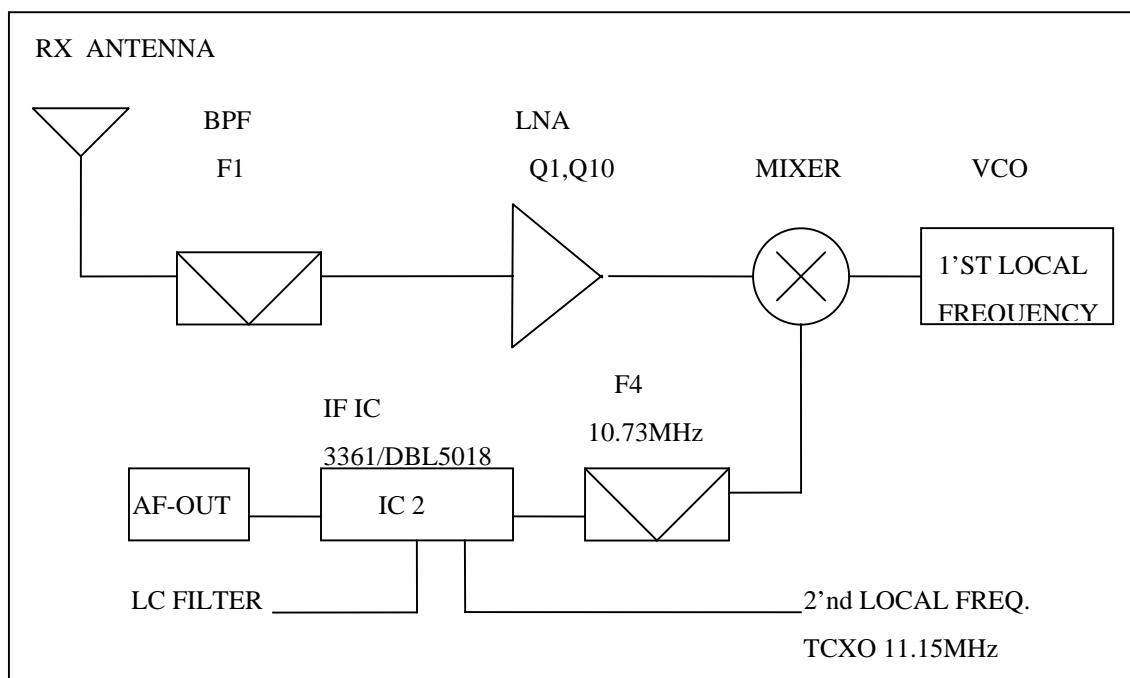 RX ANTENNA
BPF
F1
LNA
Q1,Q10
MIXER
VCO
1'ST LOCAL
FREQUENCY
F4
10.73MHz
IF IC
3361/DBL5018
IC 2
AF-OUT
LC FILTER
2'nd LOCAL FREQ.
TCXO 11.15MHz